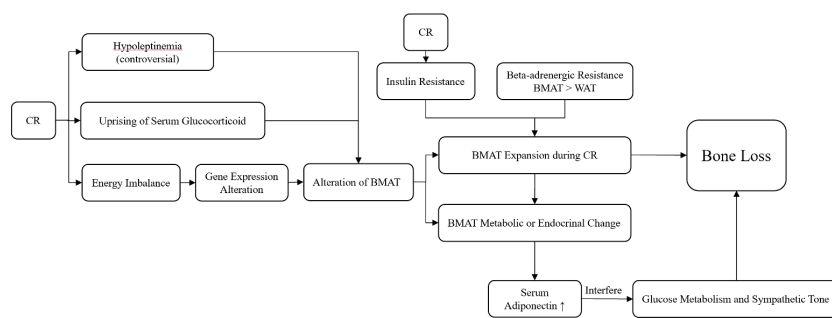 Hypoleptinemia
(controversial)
CR
Uprising of Serum Glucocorticoid
Energy Imbalance
Gene Expression
Alteration
Alteration of BMAT
CR
Insulin Resistance
Beta-adrenergic Resistance
BMAT > WAT
BMAT Expansion during CR
Bone Loss
BMAT Metabolic or Endocrinal Change
Serum
Adiponectin ↑
Interfere
Glucose Metabolism and Sympathetic Tone